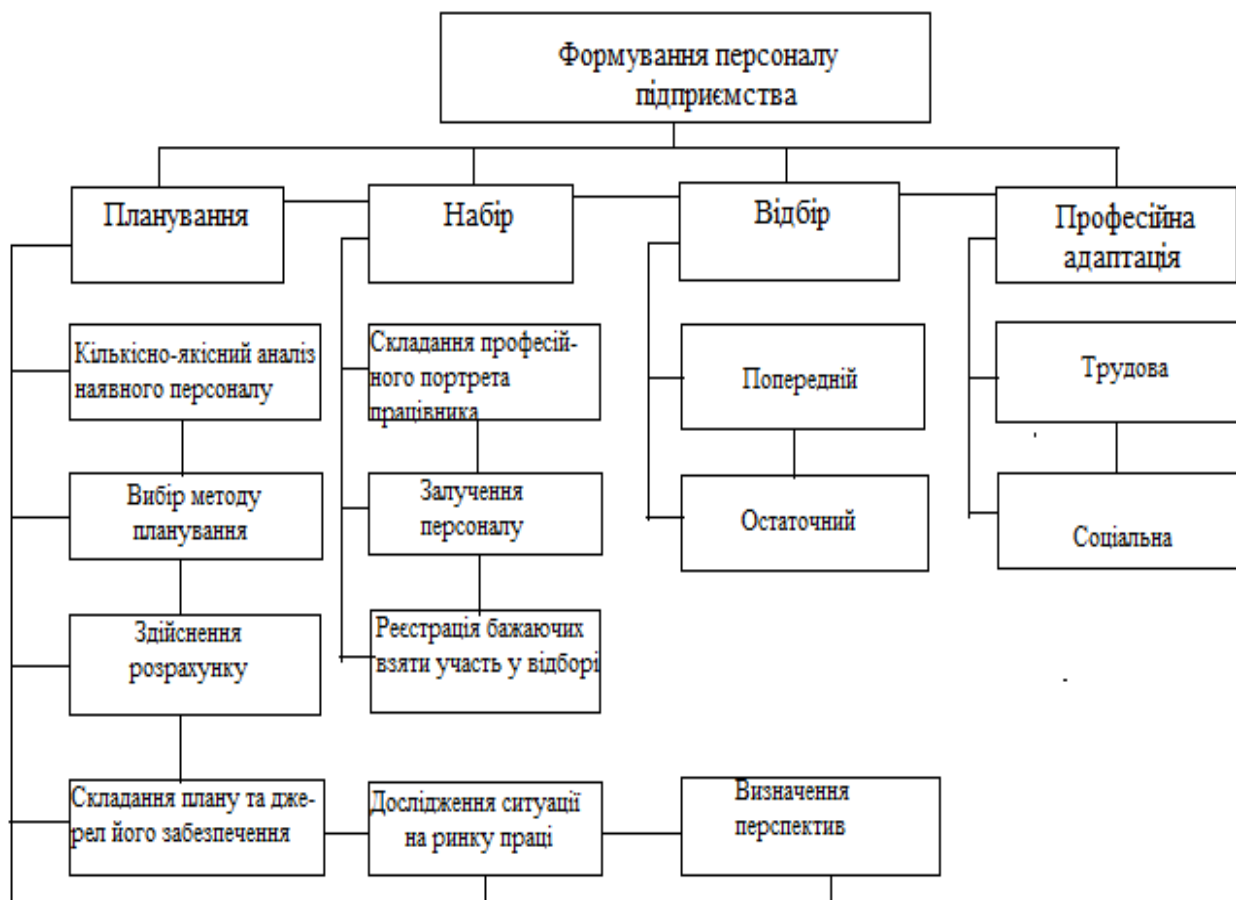 Формування персоналу
підприємства
Планування
Набір
Відбір
Професійна
адаптація
Кількісно-якісний аналіз
наявного персоналу
Складання професій-
ного портрета
працівника
Попередній
Трудова
Вибір методу
планування
Залучення
персоналу
Остаточний
Соціальна
Здійснення
розрахунку
Реєстрація бажаючих
взяти участь у відборі
Складання плану та дже-
рел його забезпечення
Дослідження ситуації
на ринку праці
Визначення
перспектив